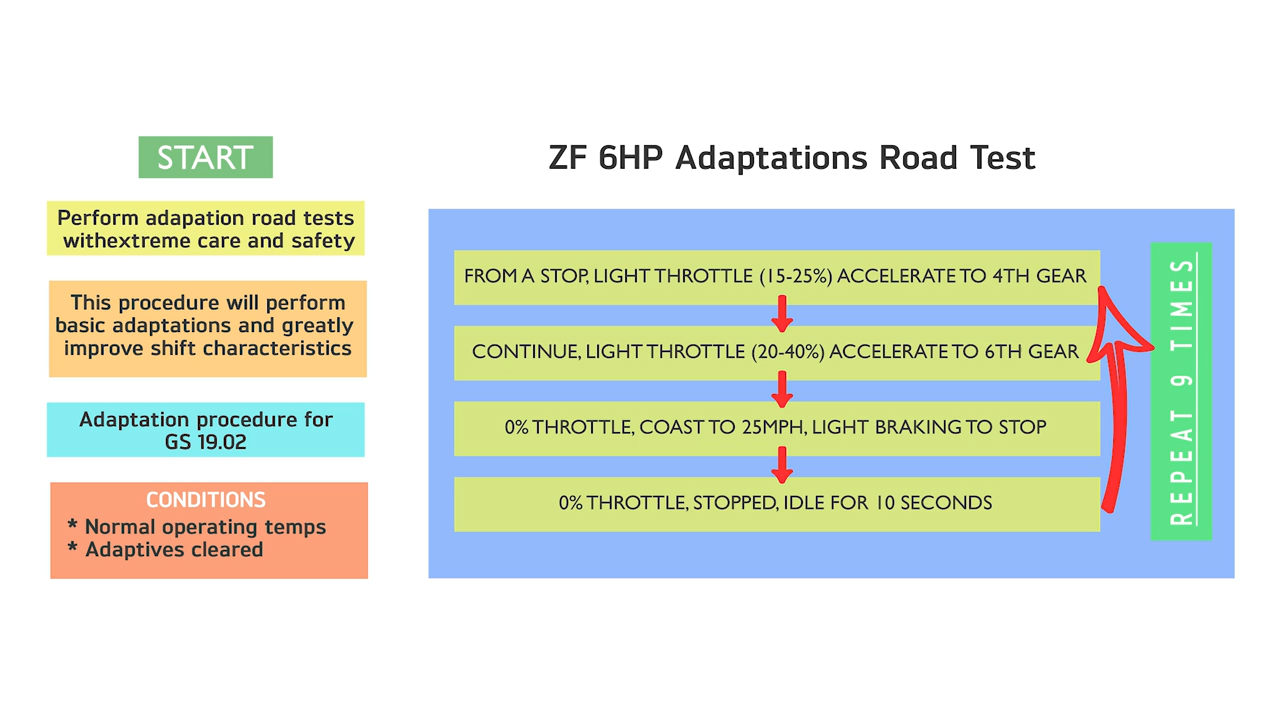 START
Perform adapation road tests
withextreme care and safety
This procedure will perform
basic adaptations and greatly
improve shift characteristics
Adaptation procedure for
GS 19.02
CONDITIONS
* Normal operating temps
* Adaptives cleared
ZF 6HP Adaptations Road Test
FROM A STOP, LIGHT THROTTLE (15-25%) ACCELERATE TO 4TH GEAR
CONTINUE, LIGHT THROTTLE (20-40%) ACCELERATE TO 6TH GEAR
0% THROTTLE, COAST TO 25MPH, LIGHT BRAKING TO STOP
0% THROTTLE, STOPPED, IDLE FOR 10 SECONDS
REPEAT 9 TIMES